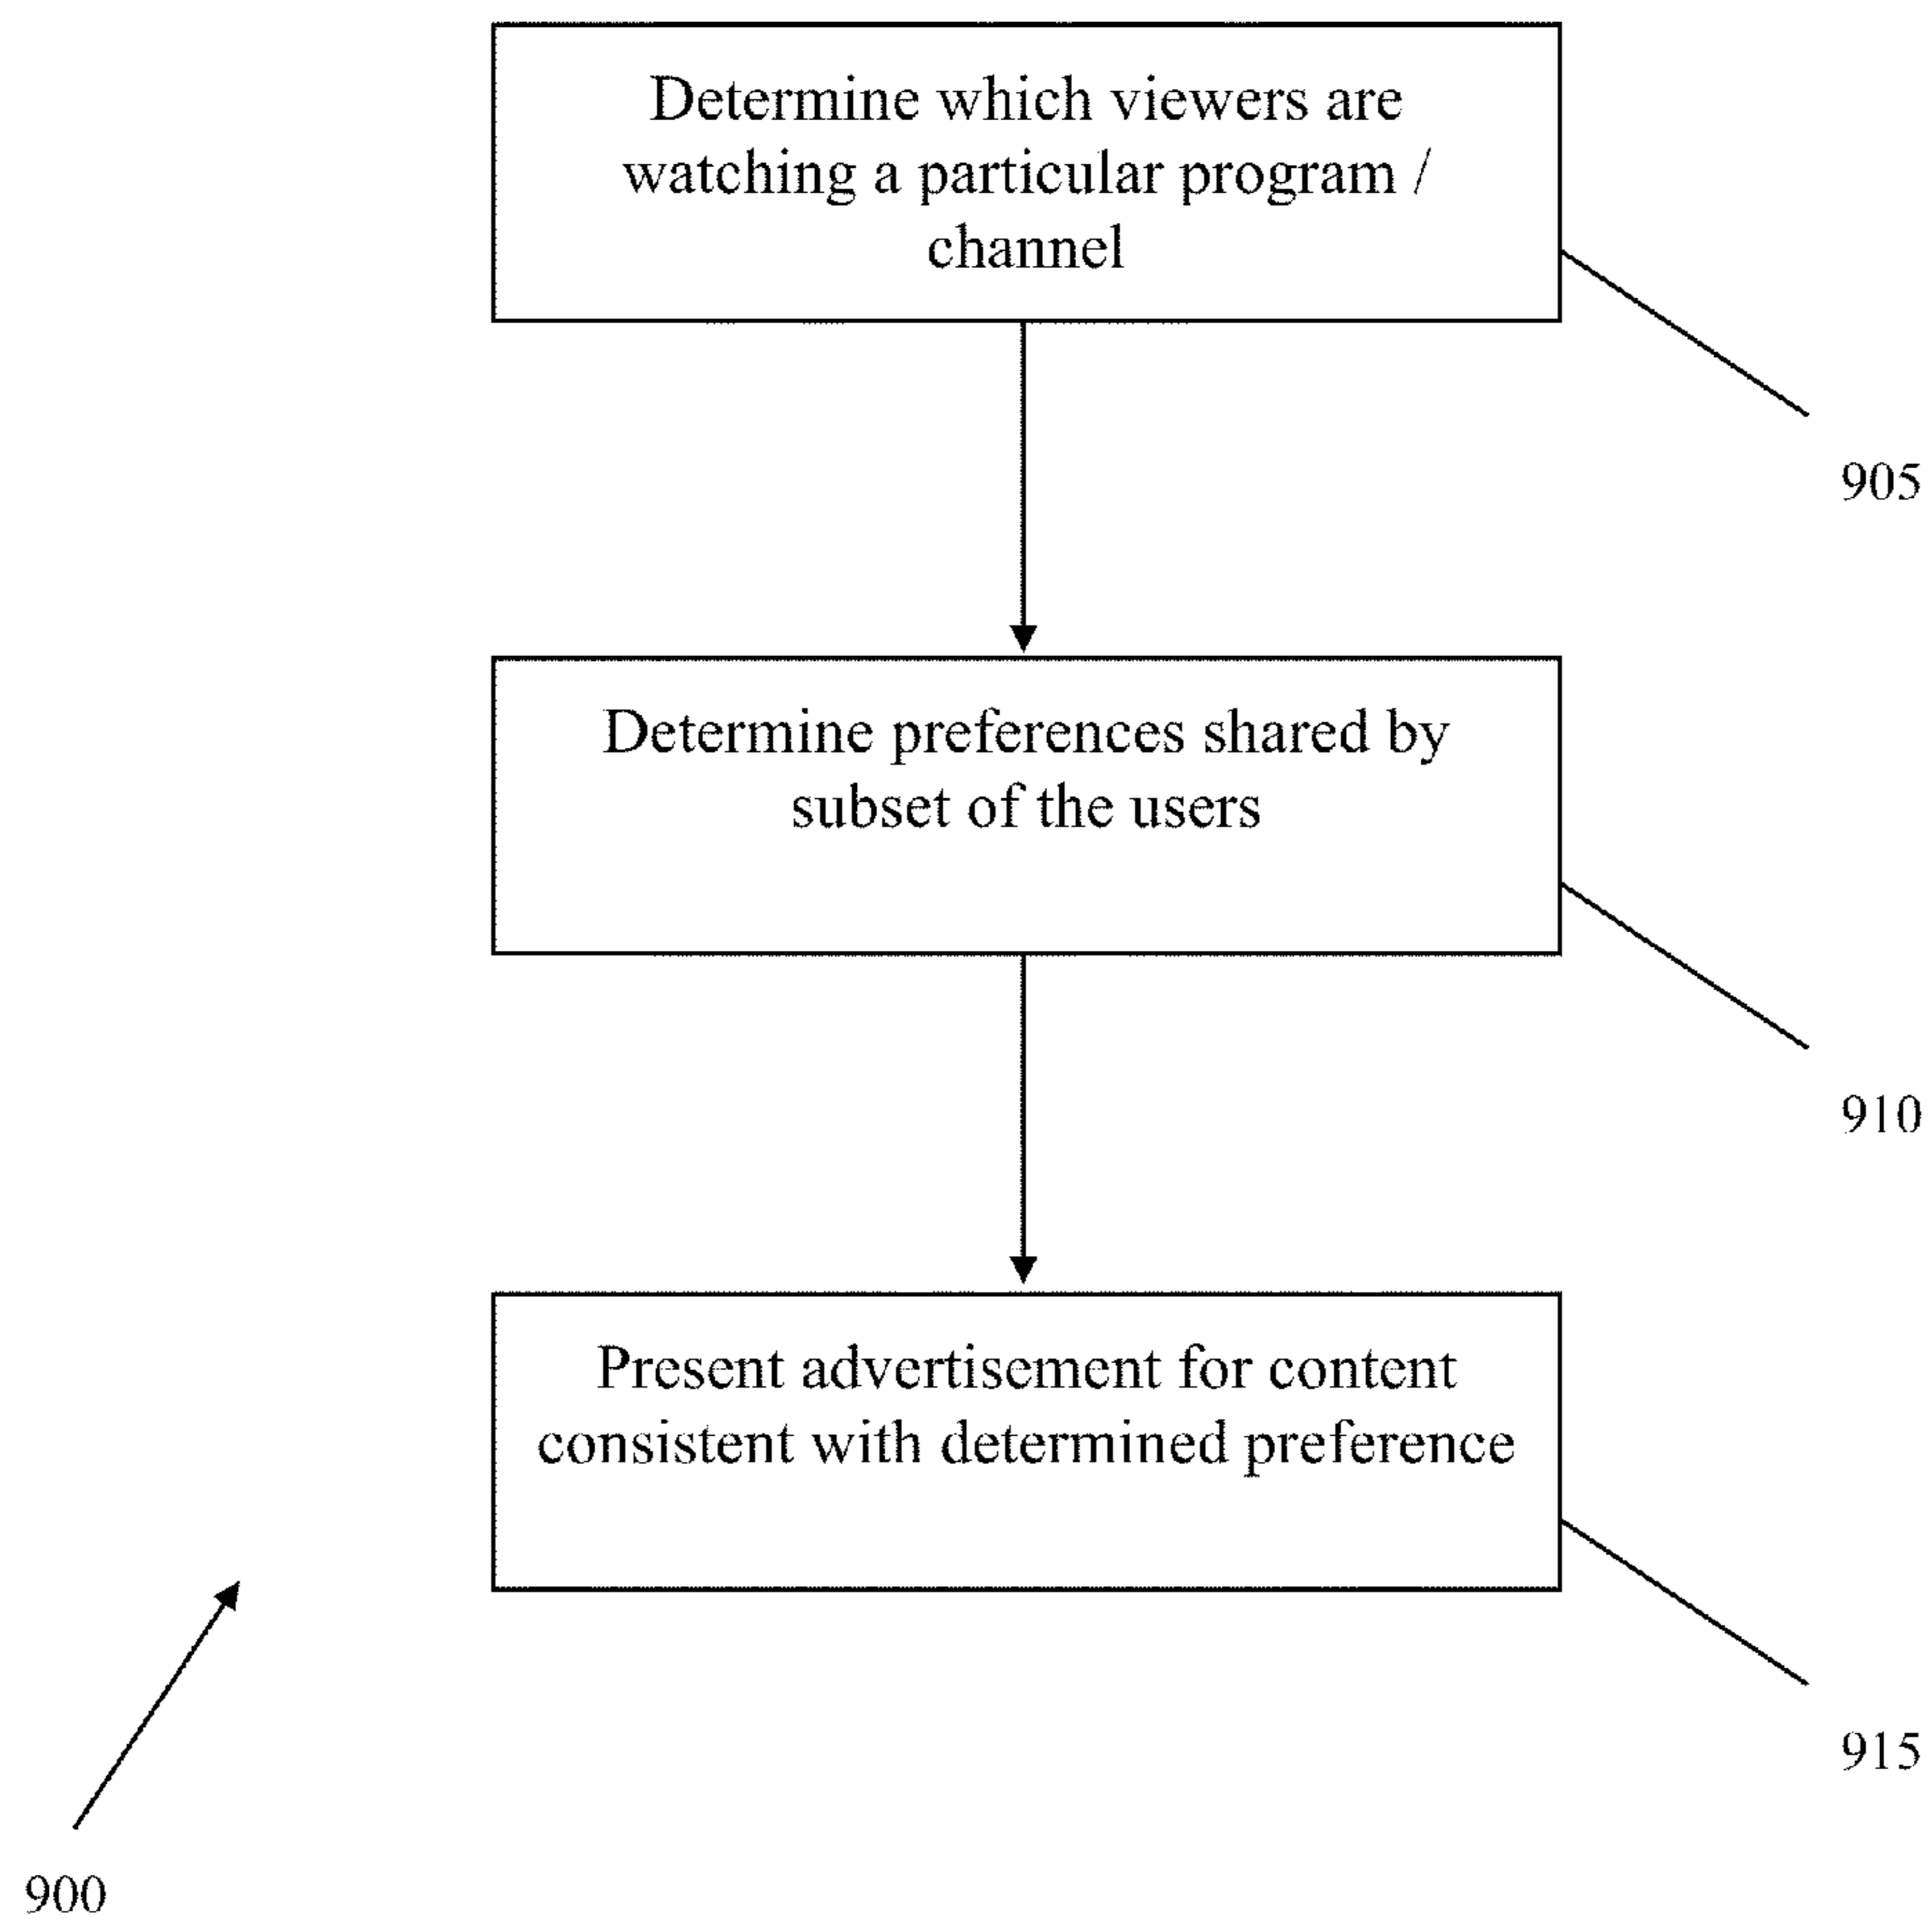 Determine which viewers are
watching a particular program /
channel
905
Determine preferences shared by
subset of the users
910
Present advertisement for content
consistent with determined preference
915
900